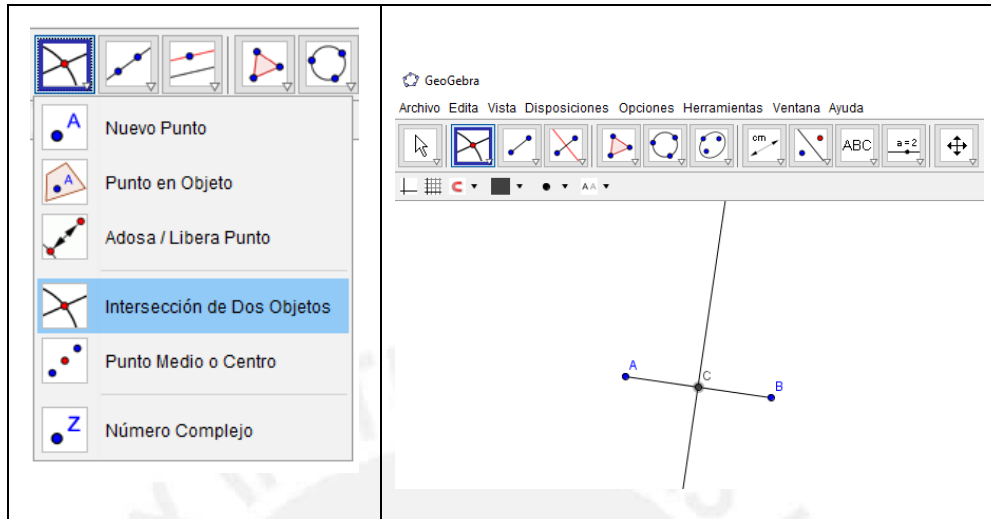 A
Nuevo Punto
A
Punto en Objeto
Adosa / Libera Punto
Intersección de Dos Objetos
Punto Medio o Centro
Z
Número Complejo
GeoGebra
Archivo Edita Vista Disposiciones Opciones Herramientas Ventana Ayuda
cm ABC a=2
A A
A
C
B